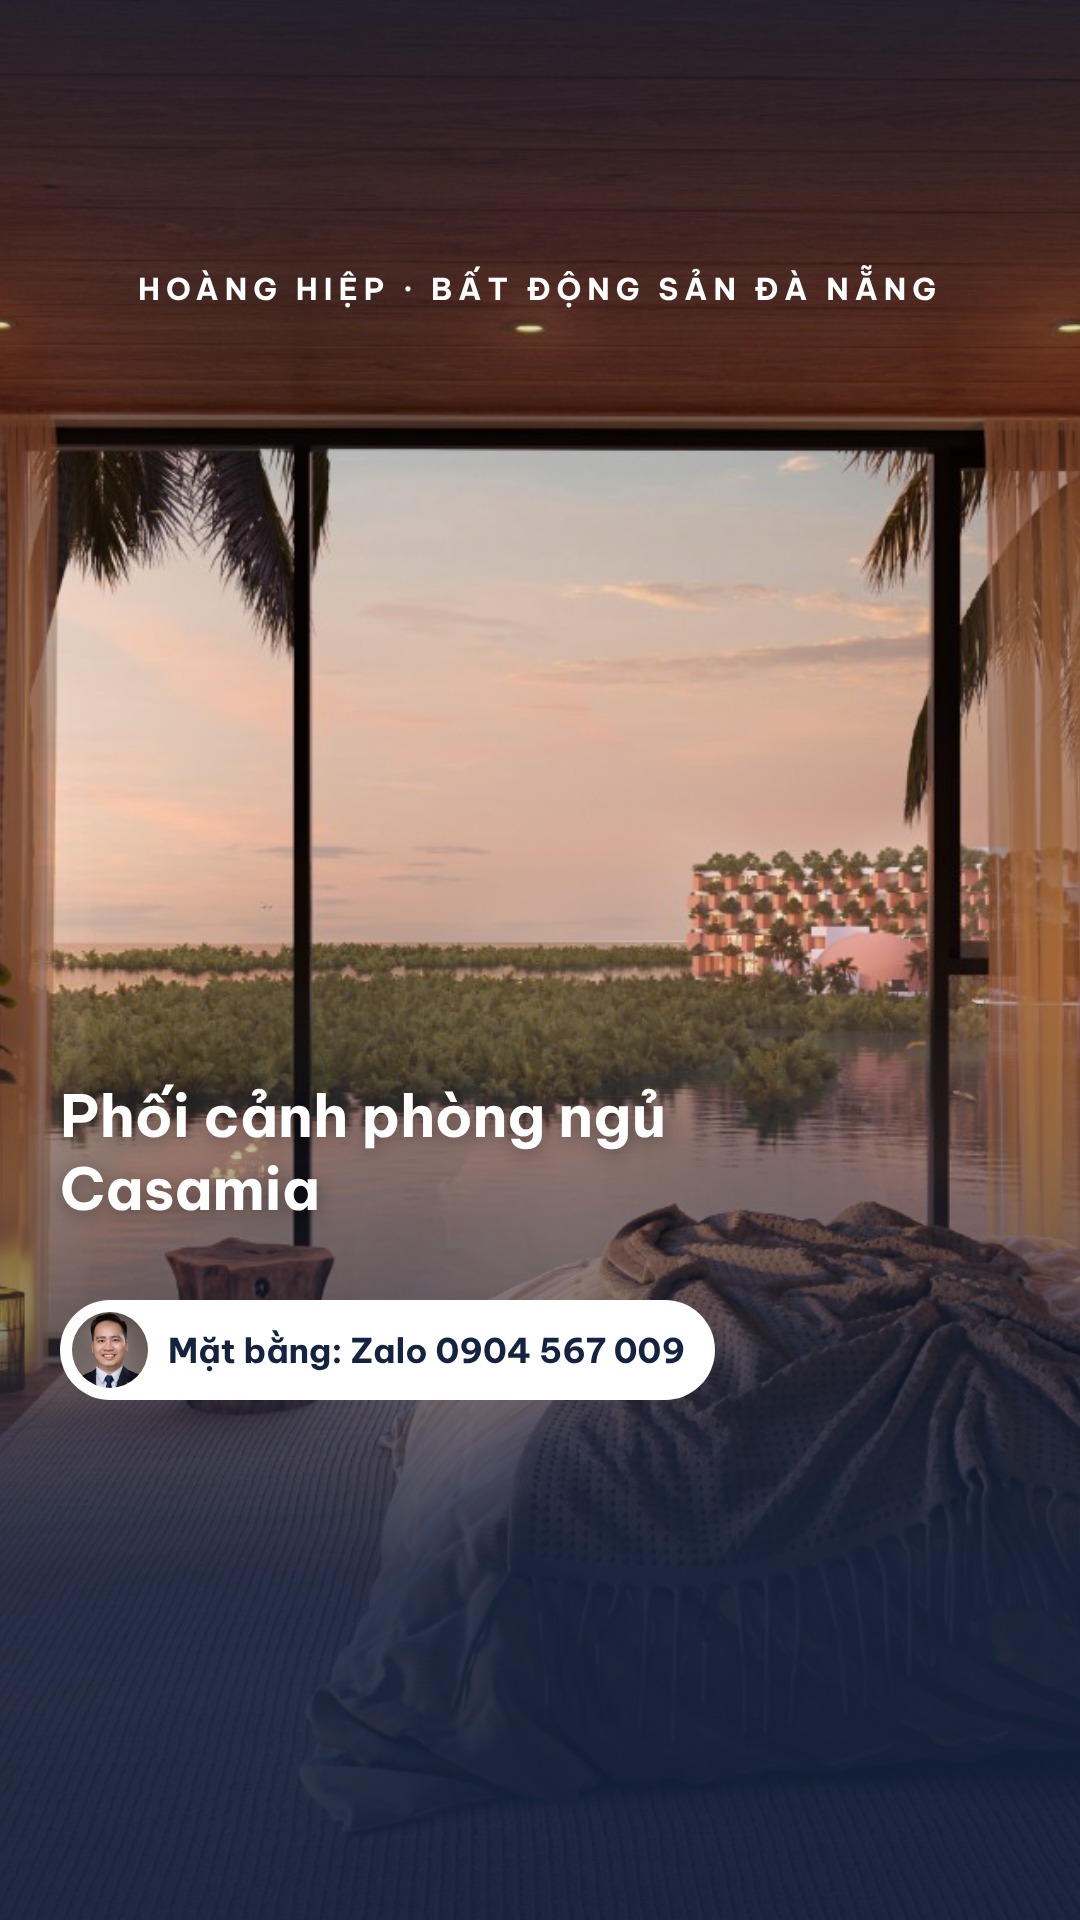 HOÀNG HIỆP · BẤT ĐỘNG SẢN ĐÀ NẴNG
Phối cảnh phòng ngủ
Casamia
Mặt bằng: Zalo 0904 567 009